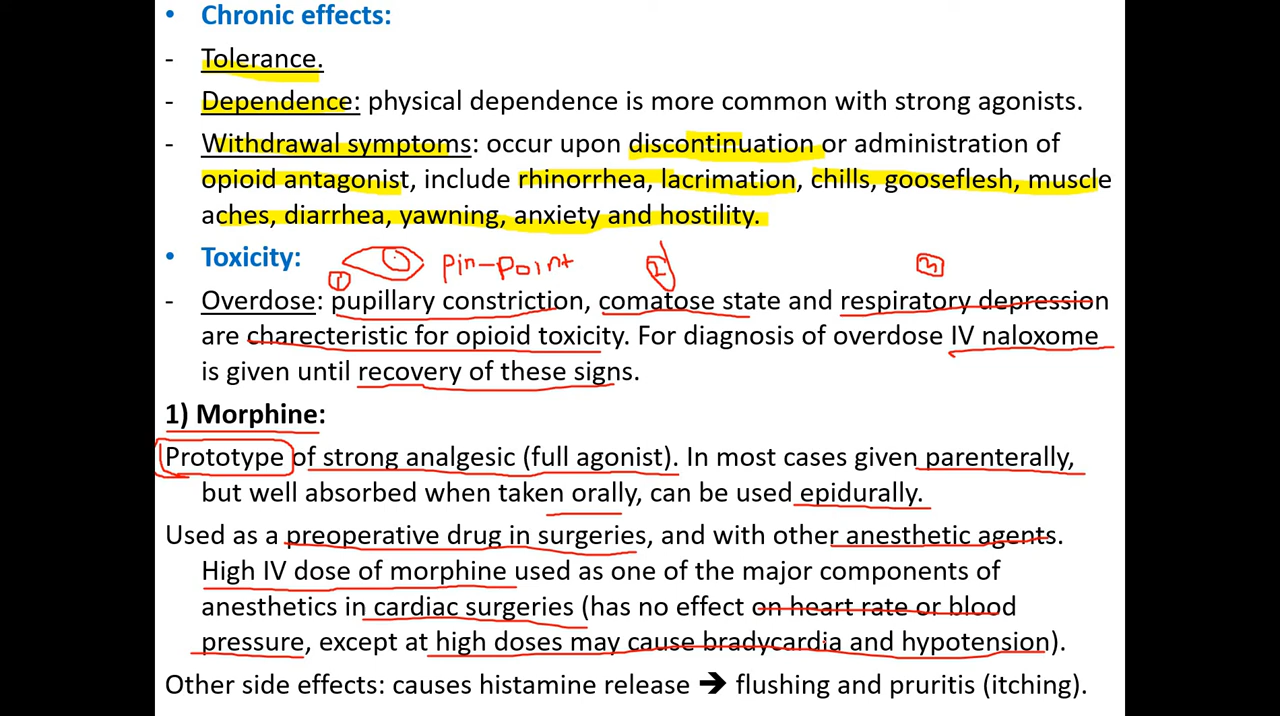 • Chronic effects:
- Tolerance.
- Dependence: physical dependence is more common with strong agonists.
- Withdrawal symptoms: occur upon discontinuation or administration of
opioid antagonist, include rhinorrhea, lacrimation, chills, gooseflesh, muscle
aches, diarrhea, yawning, anxiety and hostility.
• Toxicity:
pin-point
1 2 3
- Overdose: pupillary constriction, comatose state and respiratory depression
are charecteristic for opioid toxicity. For diagnosis of overdose IV naloxome
is given until recovery of these signs.
1) Morphine:
Prototype of strong analgesic (full agonist). In most cases given parenterally,
but well absorbed when taken orally, can be used epidurally.
Used as a preoperative drug in surgeries, and with other anesthetic agents.
High IV dose of morphine used as one of the major components of
anesthetics in cardiac surgeries (has no effect on heart rate or blood
pressure, except at high doses may cause bradycardia and hypotension).
Other side effects: causes histamine release ➔ flushing and pruritis (itching).